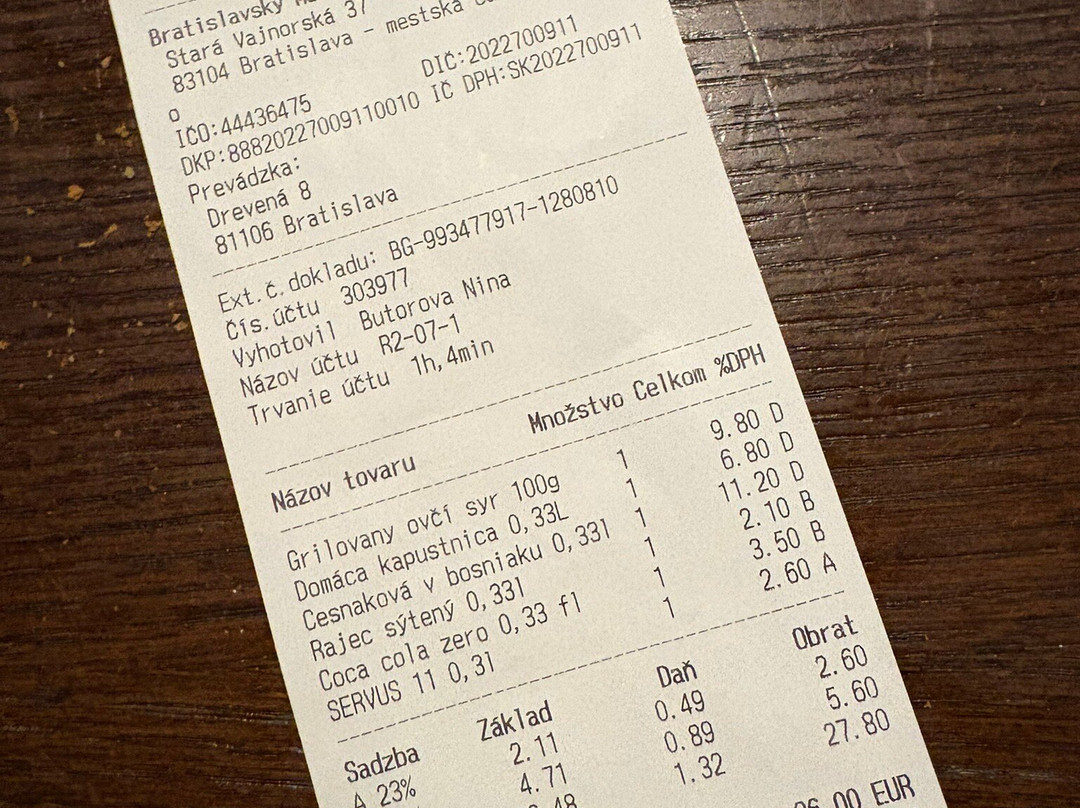 Bratislavský
Stará Vajnorská 37
83104 Bratislava - mestská
o
IČO:44436475 DIČ:2022700911
DKP:88820227009110010 IČ DPH:SK2022700911
Prevádzka:
Drevená 8
81106 Bratislava
Ext.č.dokladu: BG-993477917-1280810
Čís.účtu 303977
Vyhotovil Butorova Nina
Názov účtu R2-07-1
Trvanie účtu 1h,4min
Názov tovaru Množstvo Celkom %DPH
Grilovany ovčí syr 100g 1 9.80 D
Domáca kapustnica 0,33L 1 6.80 D
Cesnaková v bosniaku 0,33l 1 11.20 D
Rajec sýtený 0,33l 1 2.10 B
Coca cola zero 0,33 fl 1 3.50 B
SERVUS 11 0,3l 1 2.60 A
Sadzba Základ Daň Obrat
A 23% 2.11 0.49 2.60
4.71 0.89 5.60
1.32 27.80
EUR